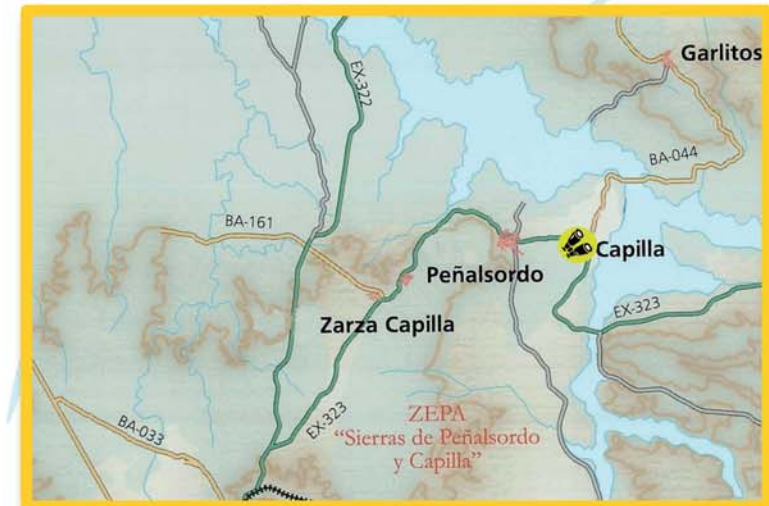 Garlitos
EX-322
BA-044
BA-161
Capilla
Peñalsordo
EX-323
Zarza Capilla
EX-323
BA-033
ZEPA
“Sierras de Peñalsordo
y Capilla”